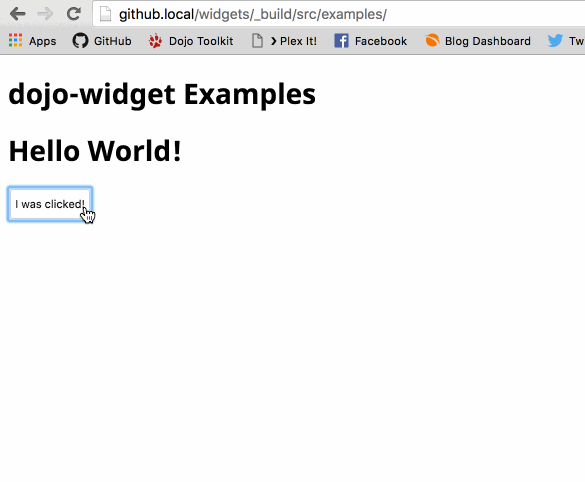 github.local/widgets/_build/src/examples/
Apps GitHub Dojo Toolkit ❯Plex It! Facebook Blog Dashboard Tw
dojo-widget Examples
Hello World!
I was clicked!